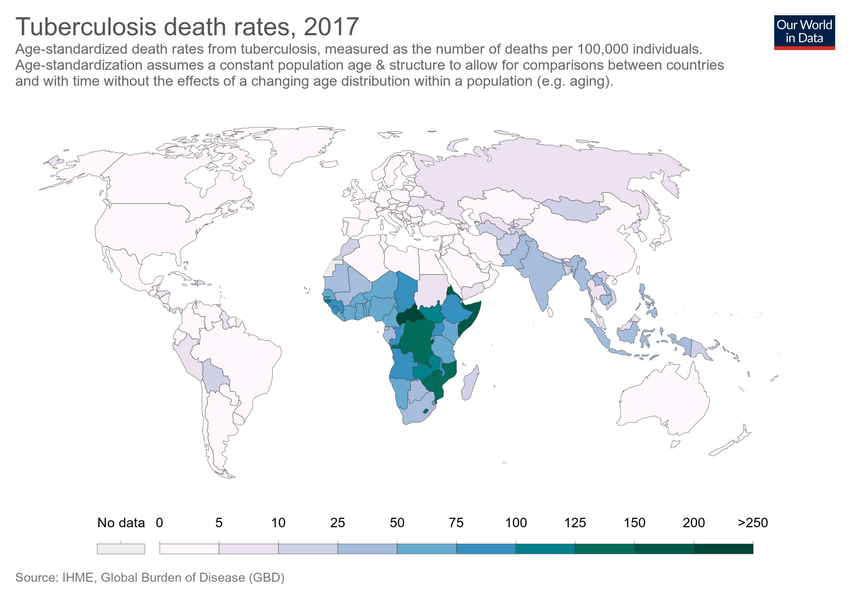 Tuberculosis death rates, 2017
Our World
in Data
Age-standardized death rates from tuberculosis, measured as the number of deaths per 100,000 individuals.
Age-standardization assumes a constant population age & structure to allow for comparisons between countries
and with time without the effects of a changing age distribution within a population (e.g. aging).
No data 0 5 10 25 50 75 100 125 150 200 >250
Source: IHME, Global Burden of Disease (GBD)